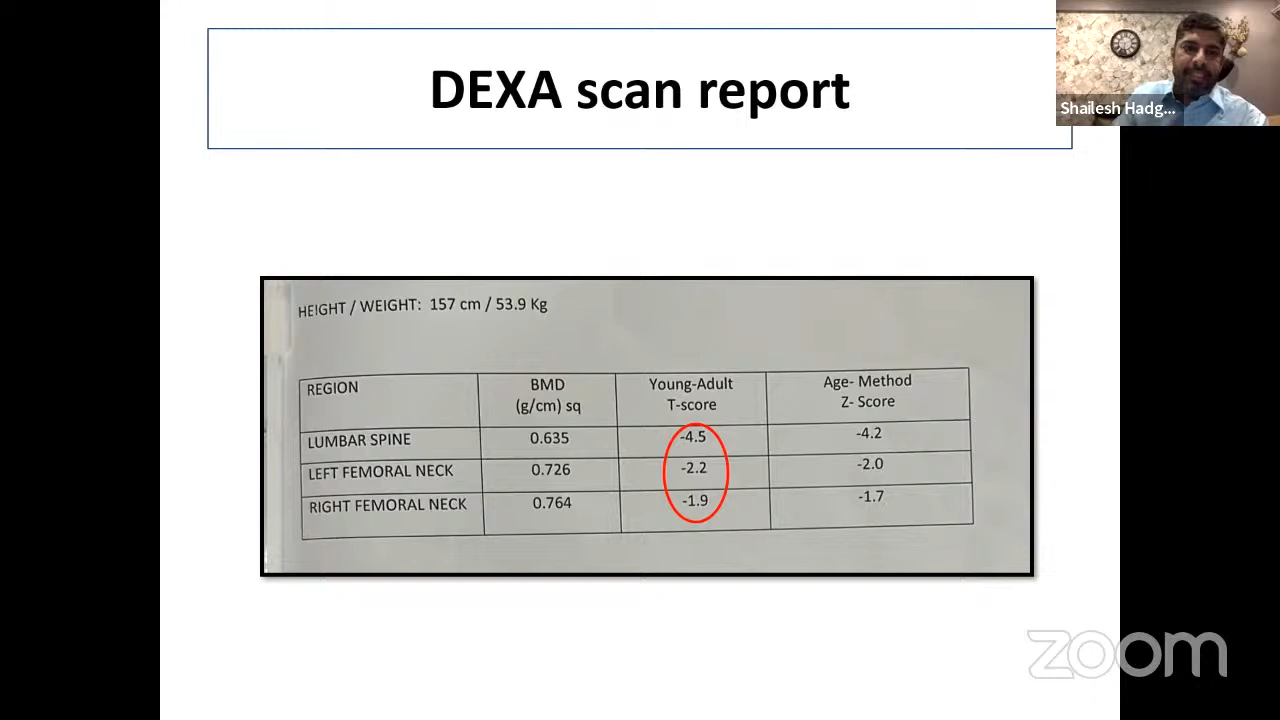 DEXA scan report
Shailesh Hadg...
HEIGHT / WEIGHT: 157 cm / 53.9 Kg
REGION BMD (g/cm) sq Young-Adult T-score Age- Method Z- Score
LUMBAR SPINE 0.635 -4.5 -4.2
LEFT FEMORAL NECK 0.726 -2.2 -2.0
RIGHT FEMORAL NECK 0.764 -1.9 -1.7
zoom